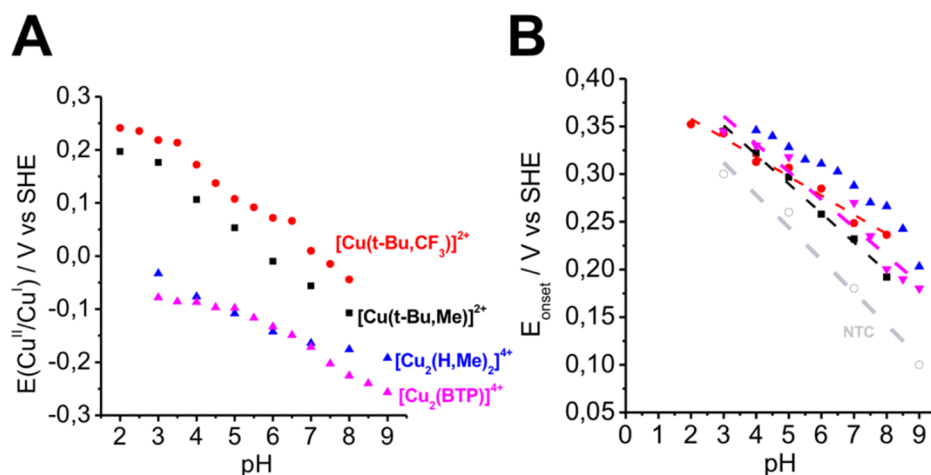 A
B
E(Cu^II/Cu^I) / V vs SHE
0,3
0,2
0,1
0,0
-0,1
-0,2
-0,3
2 3 4 5 6 7 8 9
pH
[Cu(t-Bu,CF₃)]²⁺
[Cu(t-Bu,Me)]²⁺
[Cu₂(H,Me)₂]⁴⁺
[Cu₂(BTP)]⁴⁺
E_onset / V vs SHE
0,40
0,35
0,30
0,25
0,20
0,15
0,10
0,05
NTC
0 1 2 3 4 5 6 7 8 9
pH